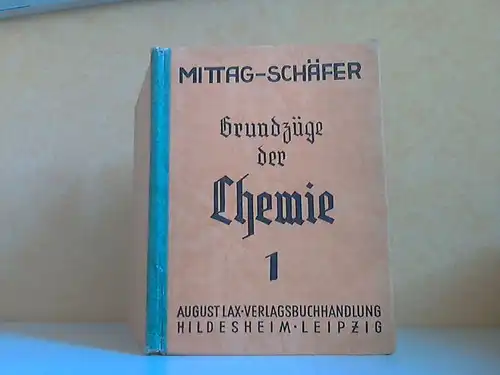 MITTAG-SCHÄFER
Grundzüge
der
Chemie
1
AUGUST LAX·VERLAGSBUCHHANDLUNG
HILDESHEIM·LEIPZIG